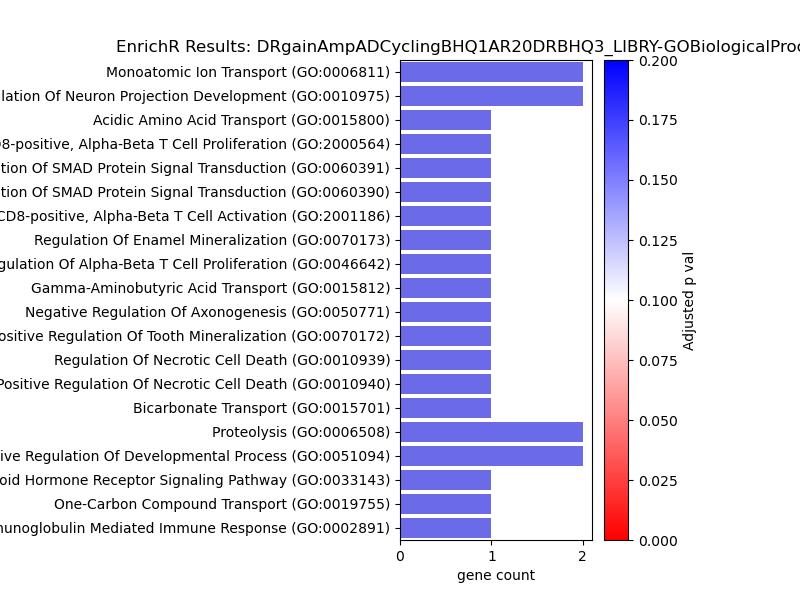 EnrichR Results: DRgainAmpADCyclingBHQ1AR20DRBHQ3_LIBRY-GOBiologicalProc
Monoatomic Ion Transport (GO:0006811)
lation Of Neuron Projection Development (GO:0010975)
Acidic Amino Acid Transport (GO:0015800)
8-positive, Alpha-Beta T Cell Proliferation (GO:2000564)
tion Of SMAD Protein Signal Transduction (GO:0060391)
tion Of SMAD Protein Signal Transduction (GO:0060390)
CD8-positive, Alpha-Beta T Cell Activation (GO:2001186)
Regulation Of Enamel Mineralization (GO:0070173)
gulation Of Alpha-Beta T Cell Proliferation (GO:0046642)
Gamma-Aminobutyric Acid Transport (GO:0015812)
Negative Regulation Of Axonogenesis (GO:0050771)
ositive Regulation Of Tooth Mineralization (GO:0070172)
Regulation Of Necrotic Cell Death (GO:0010939)
Positive Regulation Of Necrotic Cell Death (GO:0010940)
Bicarbonate Transport (GO:0015701)
Proteolysis (GO:0006508)
ive Regulation Of Developmental Process (GO:0051094)
oid Hormone Receptor Signaling Pathway (GO:0033143)
One-Carbon Compound Transport (GO:0019755)
munoglobulin Mediated Immune Response (GO:0002891)
0 1 2
gene count
0.200
0.175
0.150
0.125
0.100
0.075
0.050
0.025
0.000
Adjusted p val